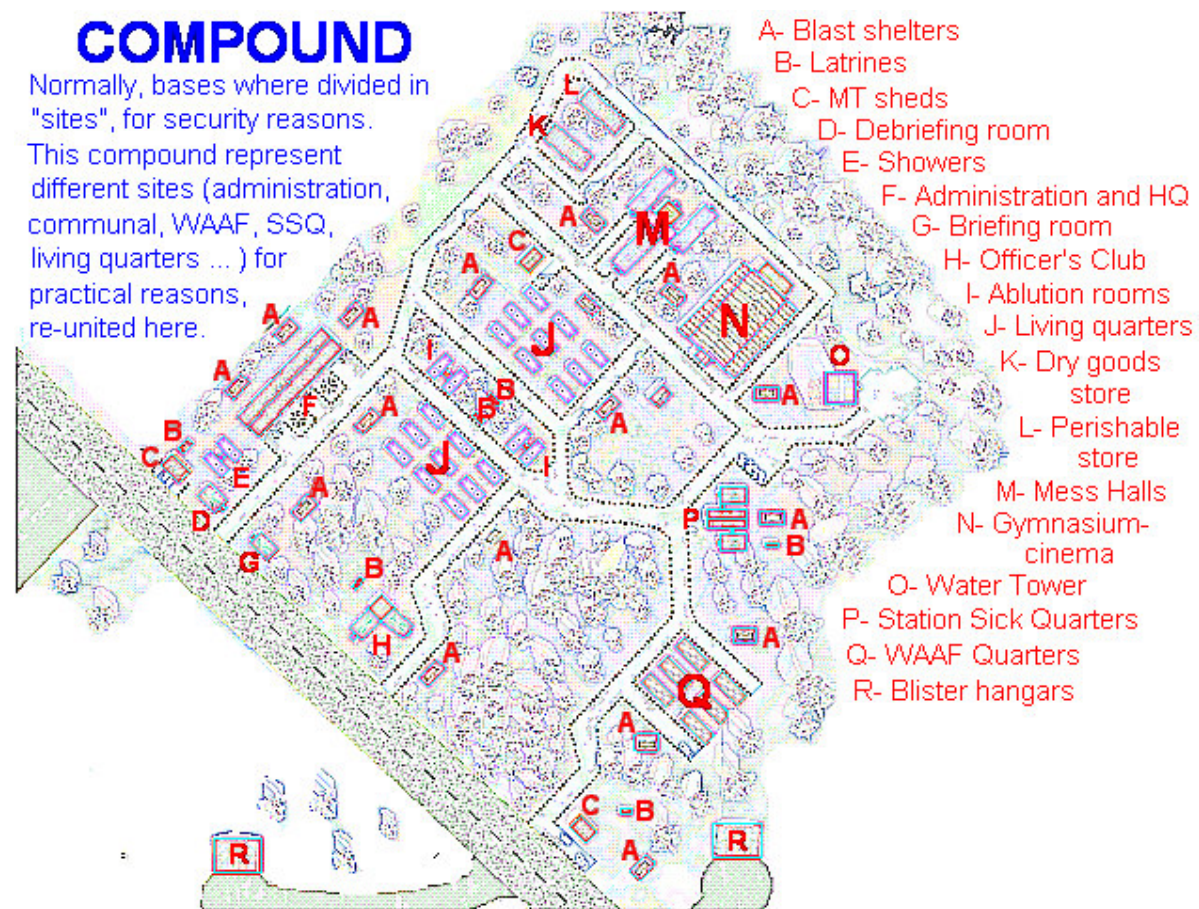 COMPOUND
Normally, bases where divided in
"sites", for security reasons.
This compound represent
different sites (administration,
communal, WAAF, SSQ,
living quarters ... ) for
practical reasons,
re-united here.
A- Blast shelters
B- Latrines
C- MT sheds
D- Debriefing room
E- Showers
F- Administration and HQ
G- Briefing room
H- Officer's Club
I- Ablution rooms
J- Living quarters
K- Dry goods
store
L- Perishable
store
M- Mess Halls
N- Gymnasium-
cinema
O- Water Tower
P- Station Sick Quarters
Q- WAAF Quarters
R- Blister hangars
L
K
A
M
C
A
A
A
A
N
J
I
O
A
B
B
A
F
A
A
B
C
E
J
I
D
A
P
A
B
G
A
B
H
A
A
Q
A
C
B
R
A
R